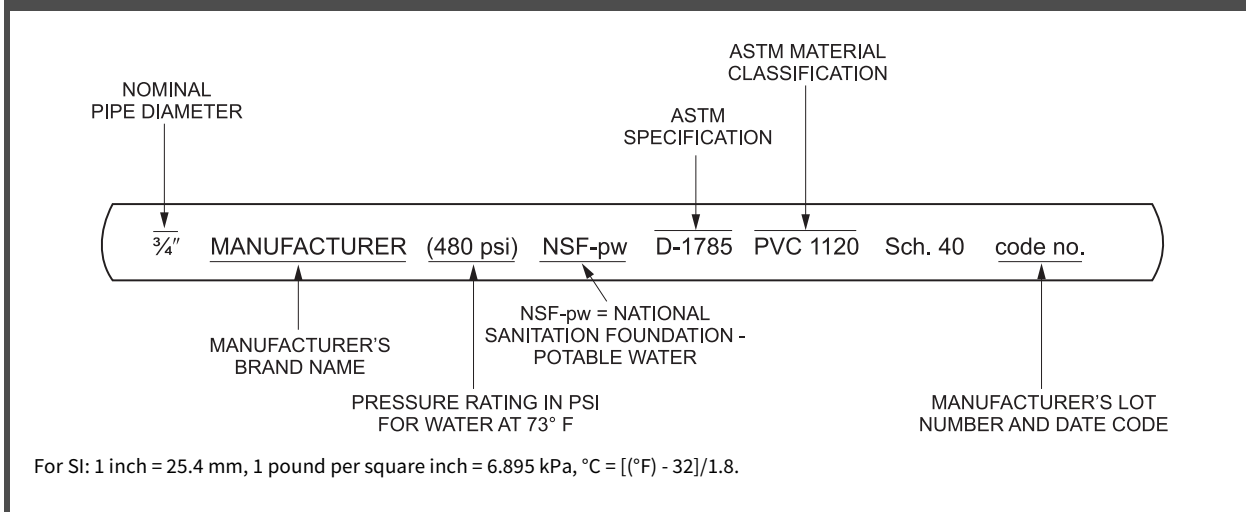 ASTM MATERIAL
CLASSIFICATION
NOMINAL
PIPE DIAMETER
ASTM
SPECIFICATION
¾" MANUFACTURER (480 psi) NSF-pw D-1785 PVC 1120 Sch. 40 code no.
NSF-pw = NATIONAL
SANITATION FOUNDATION -
POTABLE WATER
MANUFACTURER'S
BRAND NAME
PRESSURE RATING IN PSI
FOR WATER AT 73° F
MANUFACTURER'S LOT
NUMBER AND DATE CODE
For SI: 1 inch = 25.4 mm, 1 pound per square inch = 6.895 kPa, °C = [(°F) - 32]/1.8.